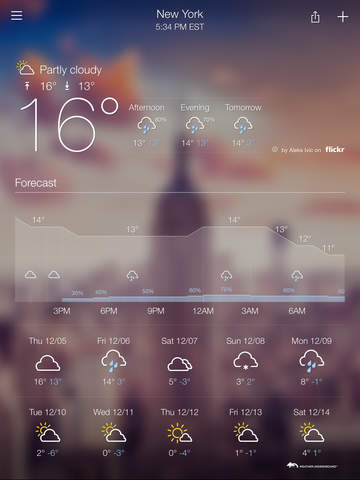 New York
5:34 PM EST
Partly cloudy
16° 13°
16°
Afternoon Evening Tomorrow
80% 70%
13° 13° 14° 13° 14° 3°
by Aleks Ivic on flickr
Forecast
14° 13° 14° 13° 12° 11°
60% 70% 60%
3PM 6PM 9PM 12AM 3AM 6AM
Thu 12/05 Fri 12/06 Sat 12/07 Sun 12/08 Mon 12/09
16° 13° 14° 3° 5° -3° 3° 2° 8° -1°
Tue 12/10 Wed 12/11 Thu 12/12 Fri 12/13 Sat 12/14
2° -6° 0° -3° 0° -4° 1° -1° 4° 1°
WEATHER UNDERGROUND